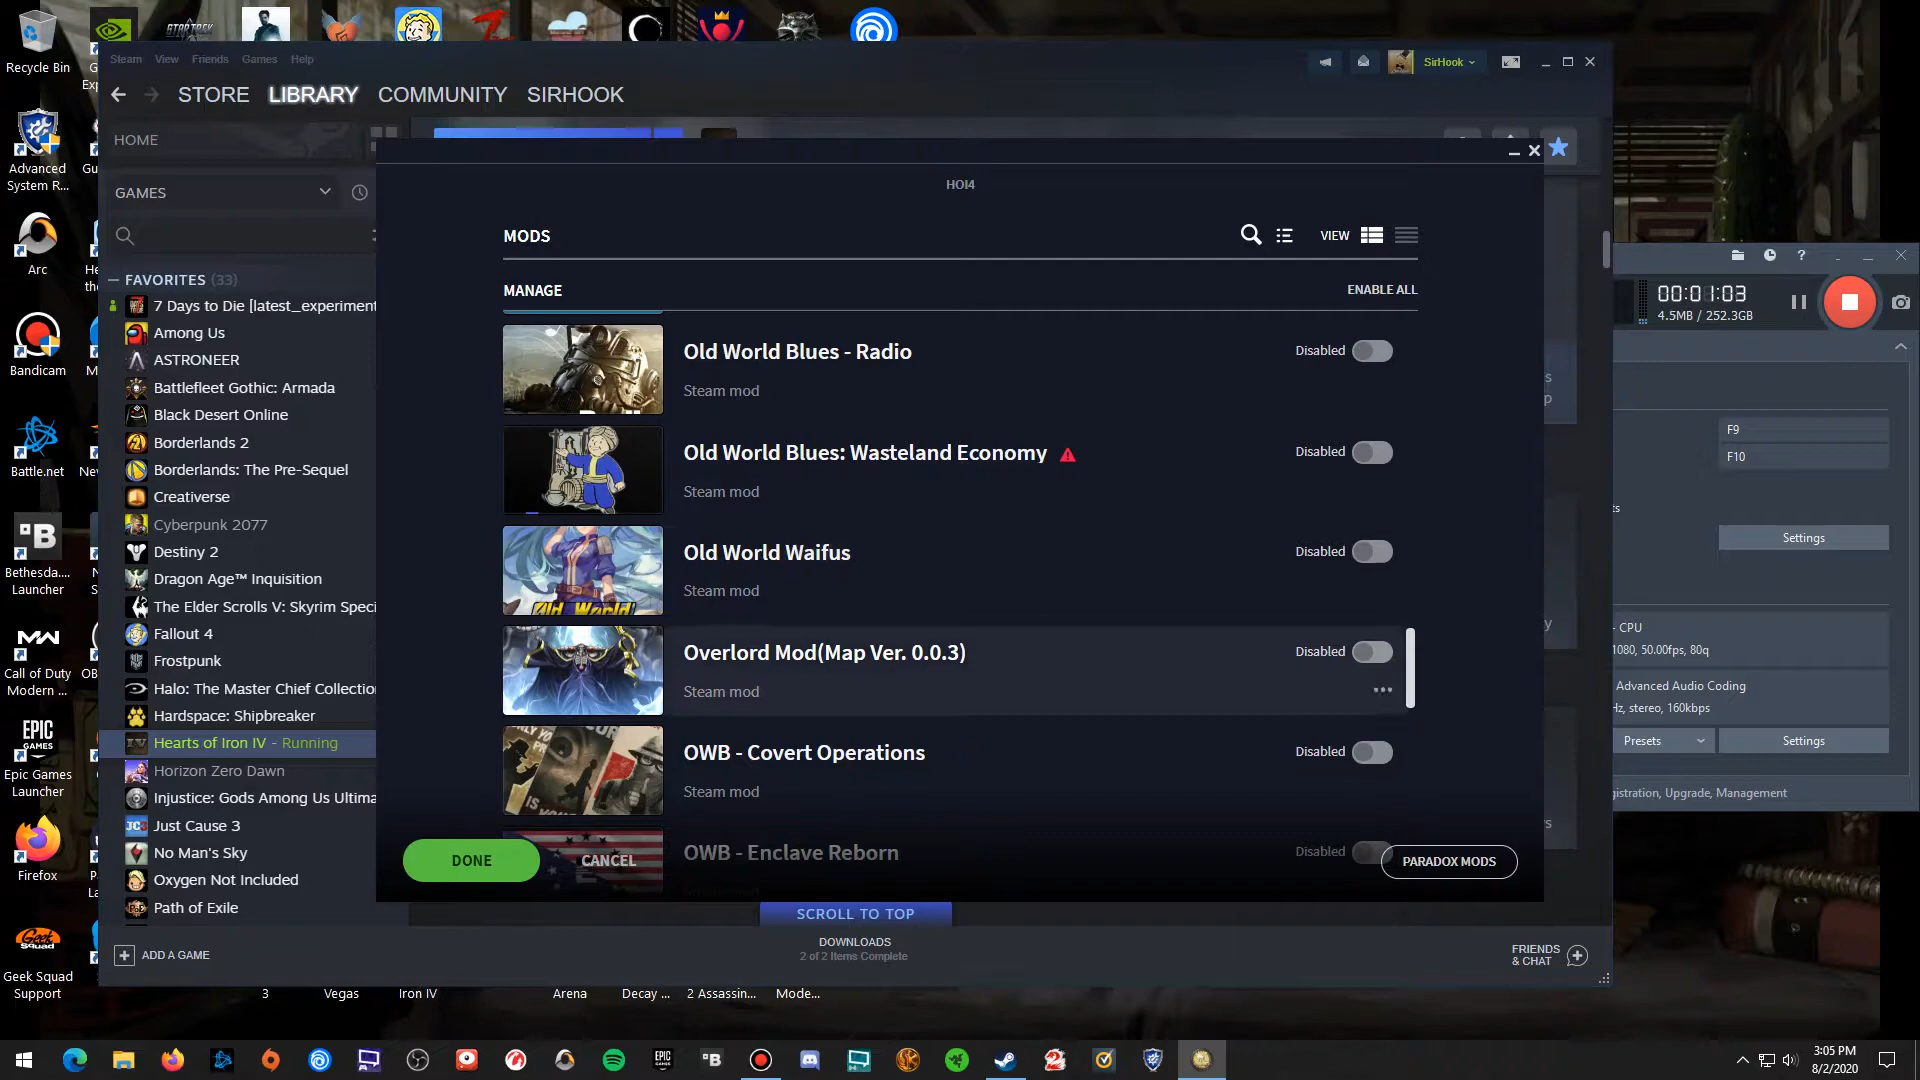 Recycle Bin
Steam View Friends Games Help
SirHook
STORE LIBRARY COMMUNITY SIRHOOK
HOME
GAMES
FAVORITES (33)
7 Days to Die [latest_experiment
Among Us
ASTRONEER
Battlefleet Gothic: Armada
Black Desert Online
Borderlands 2
Borderlands: The Pre-Sequel
Creativerse
Cyberpunk 2077
Destiny 2
Dragon Age™ Inquisition
The Elder Scrolls V: Skyrim Speci
Fallout 4
Frostpunk
Halo: The Master Chief Collectio
Hardspace: Shipbreaker
Hearts of Iron IV - Running
Horizon Zero Dawn
Injustice: Gods Among Us Ultima
Just Cause 3
No Man's Sky
Oxygen Not Included
Path of Exile
ADD A GAME
Advanced
System R...
Arc
Bandicam
Battle.net
Bethesda....
Launcher
Call of Duty
Modern ...
EPIC
GAMES
Epic Games
Launcher
Firefox
Geek Squad
Support
HOI4
MODS
VIEW
MANAGE
ENABLE ALL
Old World Blues - Radio
Disabled
Steam mod
Old World Blues: Wasteland Economy
Disabled
Steam mod
Old World Waifus
Disabled
Steam mod
Old World
Overlord Mod(Map Ver. 0.0.3)
Disabled
Steam mod
OWB - Covert Operations
Disabled
Steam mod
OWB - Enclave Reborn
Disabled
DONE
CANCEL
PARADOX MODS
SCROLL TO TOP
DOWNLOADS
2 of 2 Items Complete
FRIENDS
& CHAT
3
Vegas
Iron IV
Arena
Decay ...
2 Assassin...
Mode...
00:01:03
4.5MB / 252.3GB
F9
F10
ts
Settings
- CPU
1080, 50.00fps, 80q
Advanced Audio Coding
Hz, stereo, 160kbps
Presets
Settings
gistration, Upgrade, Management
3:05 PM
8/2/2020